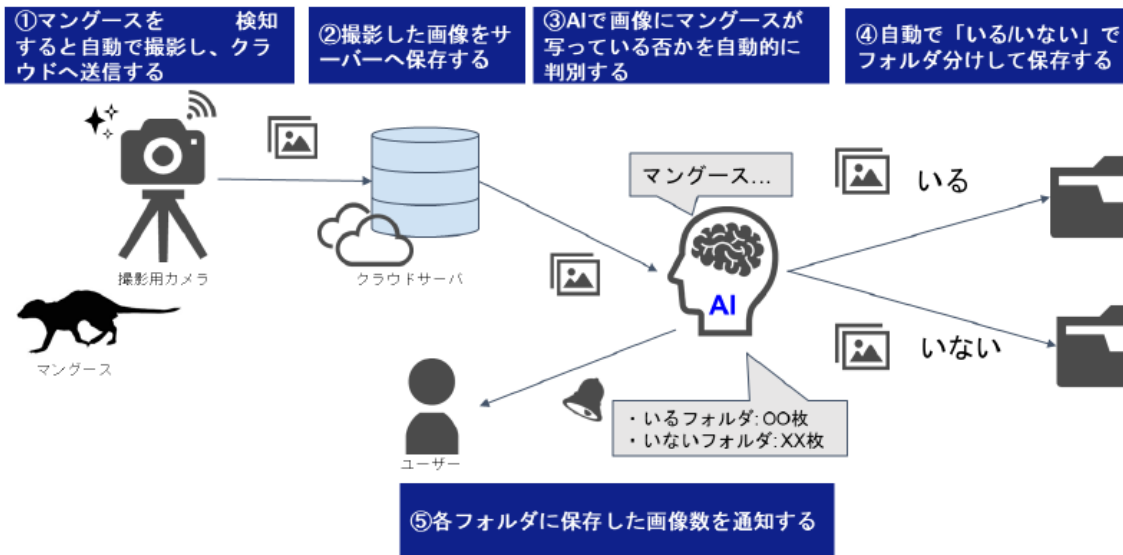 ①マングースを 検知
すると自動で撮影し、クラ
ウドへ送信する
②撮影した画像をサ
ーバーへ保存する
③AIで画像にマングースが
写っている否かを自動的に
判別する
④自動で「いる/いない」で
フォルダ分けして保存する
マングース...
いる
撮影用カメラ
クラウドサーバ
AI
マングース
いない
・いるフォルダ:OO枚
・いないフォルダ:XX枚
ユーザー
⑤各フォルダに保存した画像数を通知する